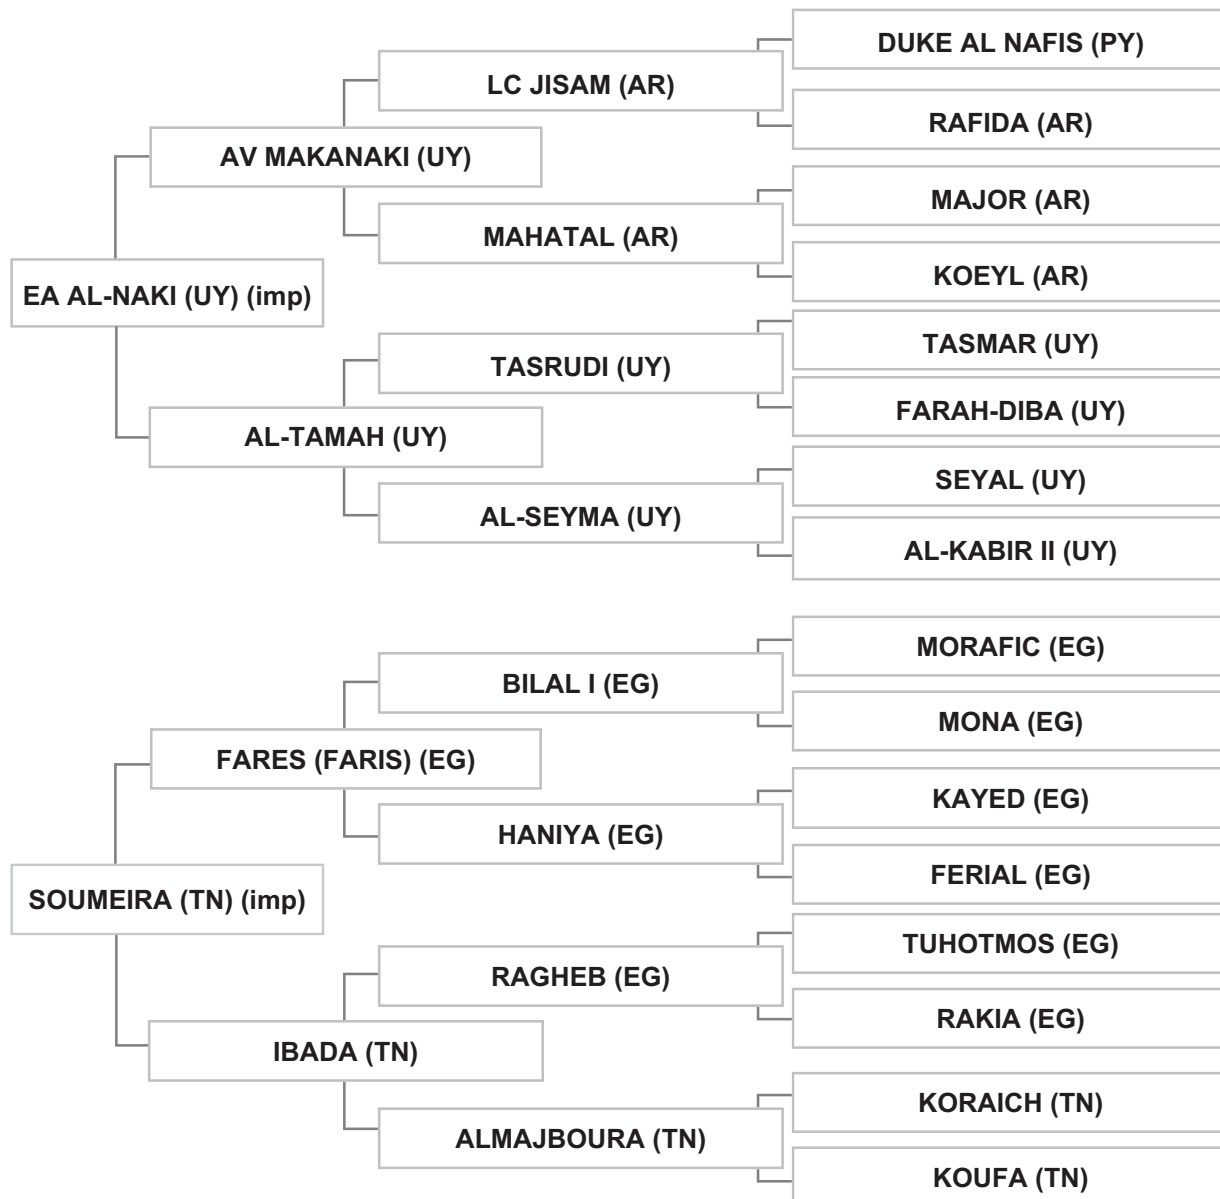 DUKE AL NAFIS (PY)
LC JISAM (AR)
RAFIDA (AR)
AV MAKANAKI (UY)
MAJOR (AR)
MAHATAL (AR)
KOEYL (AR)
EA AL-NAKI (UY) (imp)
TASMAR (UY)
TASRUDI (UY)
FARAH-DIBA (UY)
AL-TAMAH (UY)
SEYAL (UY)
AL-SEYMA (UY)
AL-KABIR II (UY)
MORAFIC (EG)
BILAL I (EG)
MONA (EG)
FARES (FARIS) (EG)
KAYED (EG)
HANIYA (EG)
FERIAL (EG)
SOUMEIRA (TN) (imp)
TUHOTMOS (EG)
RAGHEB (EG)
RAKIA (EG)
IBADA (TN)
KORAICH (TN)
ALMAJBOURA (TN)
KOUFA (TN)